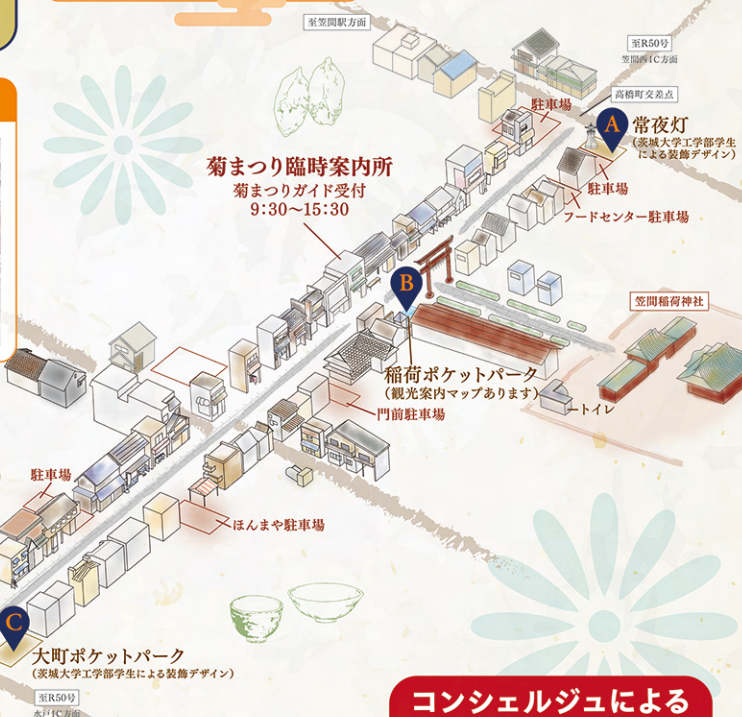 至笠間駅方面
至R50号
笠間西IC方面
高橋町交差点
駐車場
A
常夜灯
(茨城大学工学部学生
による装飾デザイン)
駐車場
フードセンター駐車場
菊まつり臨時案内所
菊まつりガイド受付
9:30〜15:30
B
笠間稲荷神社
稲荷ポケットパーク
(観光案内マップあります)
トイレ
門前駐車場
駐車場
ほんまや駐車場
C
大町ポケットパーク
(茨城大学工学部学生による装飾デザイン)
至R50号
水戸IC方面
コンシェルジュによる